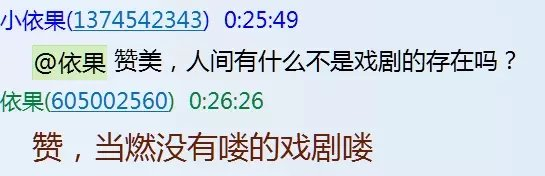 小依果(1374542343) 0:25:49
@依果 赞美，人间有什么不是戏剧的存在吗？
依果(605002560) 0:26:26
赞，当燃没有喽的戏剧喽